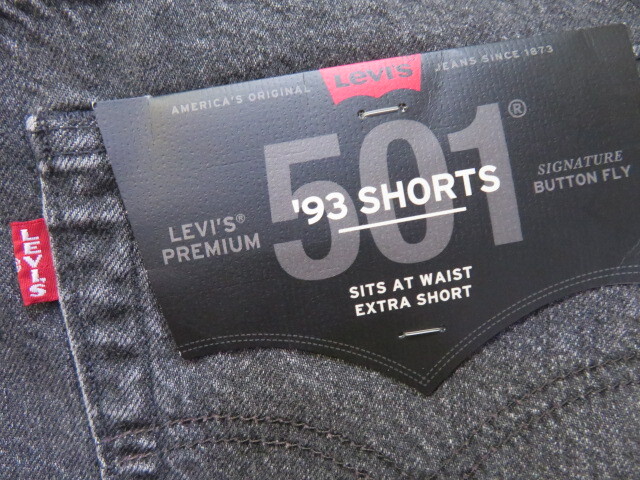 AMERICA'S ORIGINAL
Levi's
JEANS SINCE 1873
501®
'93 SHORTS
LEVI'S®
PREMIUM
SIGNATURE
BUTTON FLY
SITS AT WAIST
EXTRA SHORT
LEVI'S